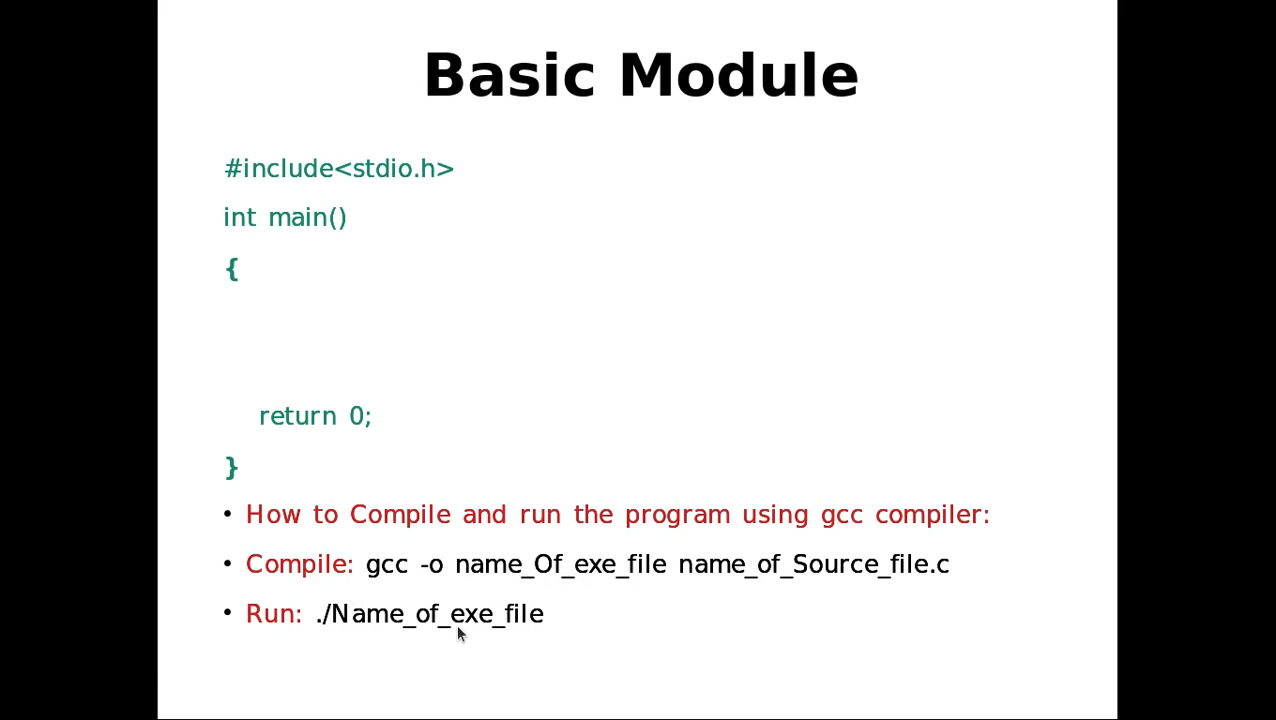 Basic Module
#include<stdio.h>
int main()
{
return 0;
}
• How to Compile and run the program using gcc compiler:
• Compile: gcc -o name_Of_exe_file name_of_Source_file.c
• Run: ./Name_of_exe_file